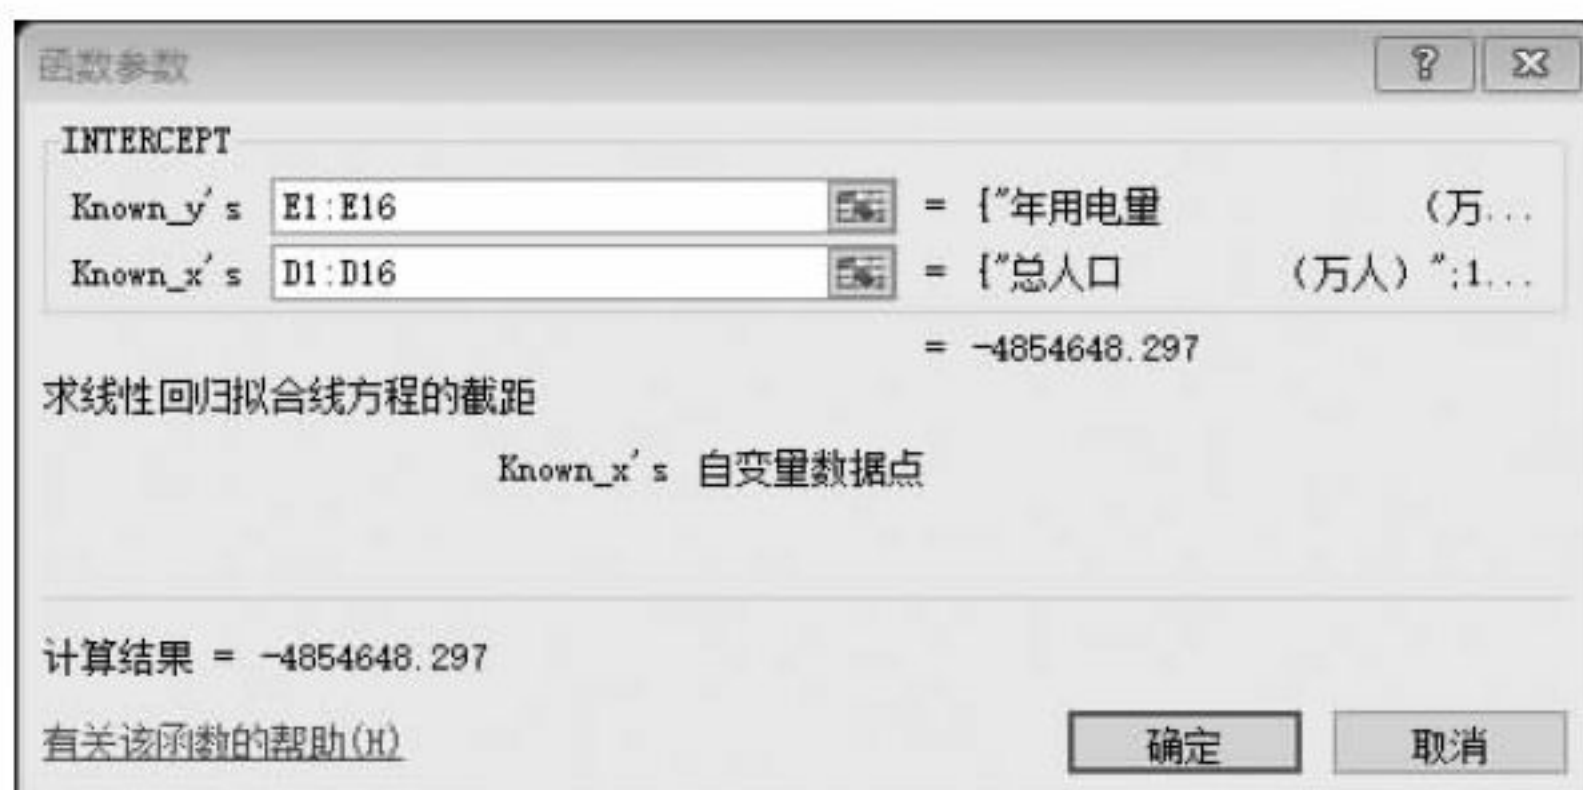 函数参数
INTERCEPT
Known_y's E1:E16 = {"年用电量 (万...
Known_x's D1:D16 = {"总人口 (万人)";1...
= -4854648.297
求线性回归拟合线方程的截距
Known_x's 自变量数据点
计算结果 = -4854648.297
有关该函数的帮助(H)
确定 取消